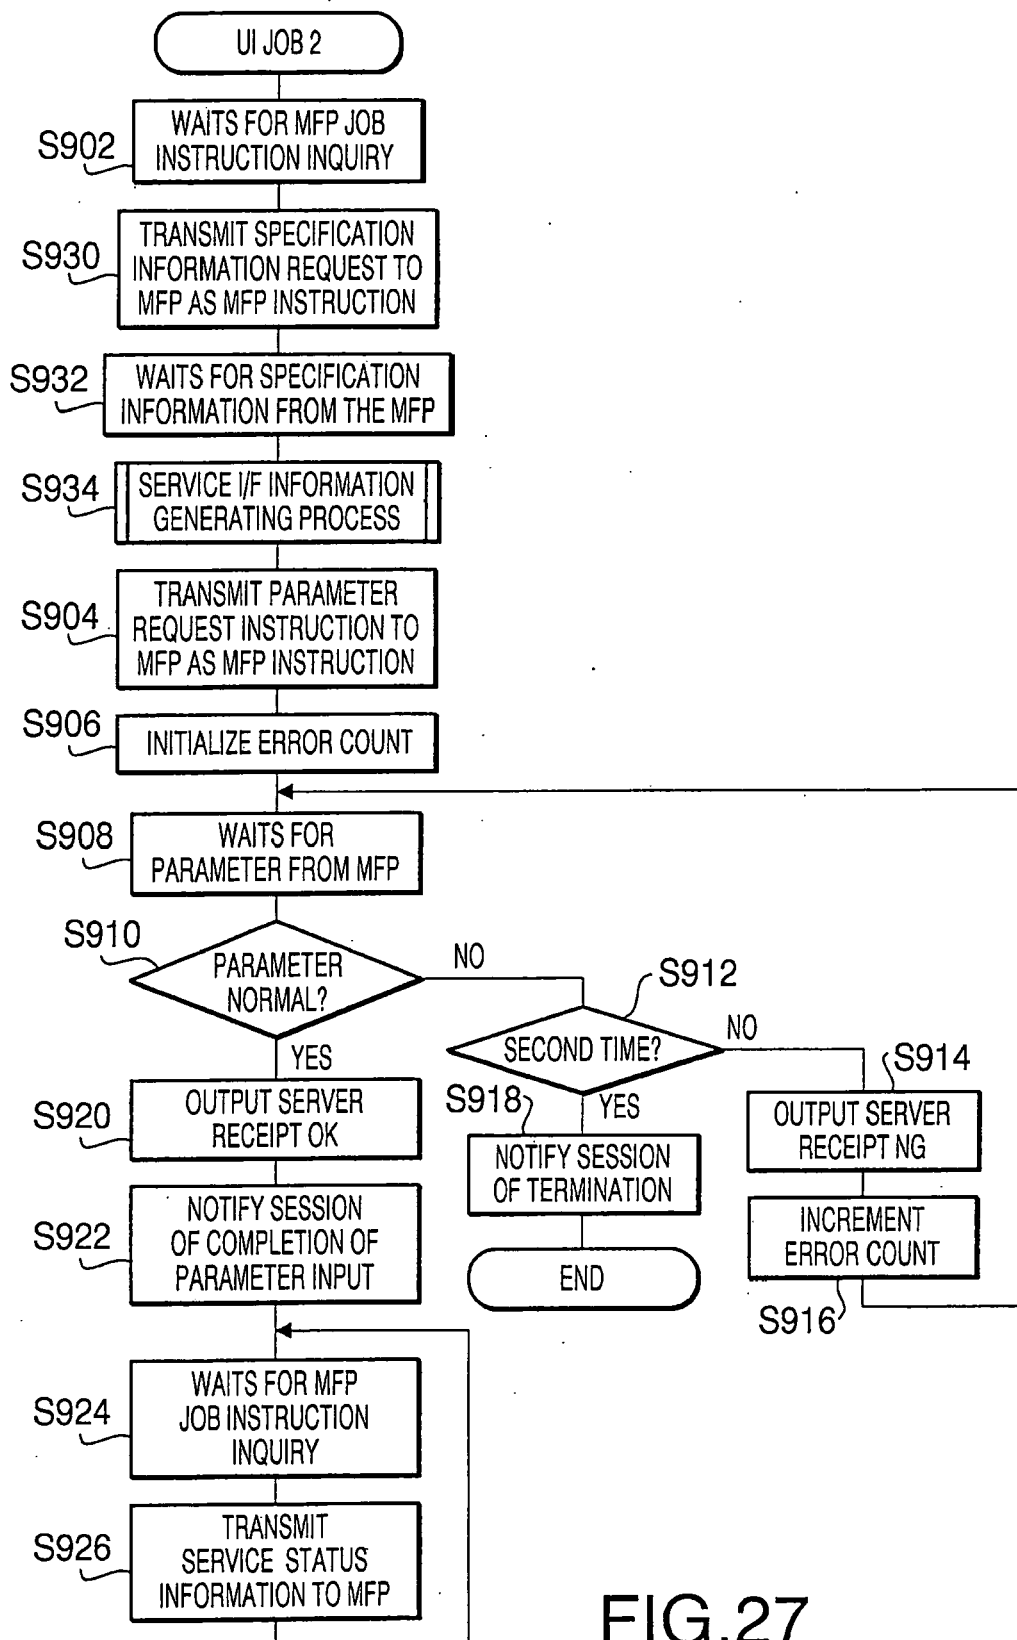 UI JOB 2
S902
WAITS FOR MFP JOB
INSTRUCTION INQUIRY
S930
TRANSMIT SPECIFICATION
INFORMATION REQUEST TO
MFP AS MFP INSTRUCTION
S932
WAITS FOR SPECIFICATION
INFORMATION FROM THE MFP
S934
SERVICE I/F INFORMATION
GENERATING PROCESS
S904
TRANSMIT PARAMETER
REQUEST INSTRUCTION TO
MFP AS MFP INSTRUCTION
S906
INITIALIZE ERROR COUNT
S908
WAITS FOR
PARAMETER FROM MFP
S910
PARAMETER
NORMAL?
NO
YES
S912
SECOND TIME?
NO
YES
S914
OUTPUT SERVER
RECEIPT NG
S918
NOTIFY SESSION
OF TERMINATION
S920
OUTPUT SERVER
RECEIPT OK
INCREMENT
ERROR COUNT
S916
END
S922
NOTIFY SESSION
OF COMPLETION OF
PARAMETER INPUT
S924
WAITS FOR MFP
JOB INSTRUCTION
INQUIRY
S926
TRANSMIT
SERVICE STATUS
INFORMATION TO MFP
FIG.27